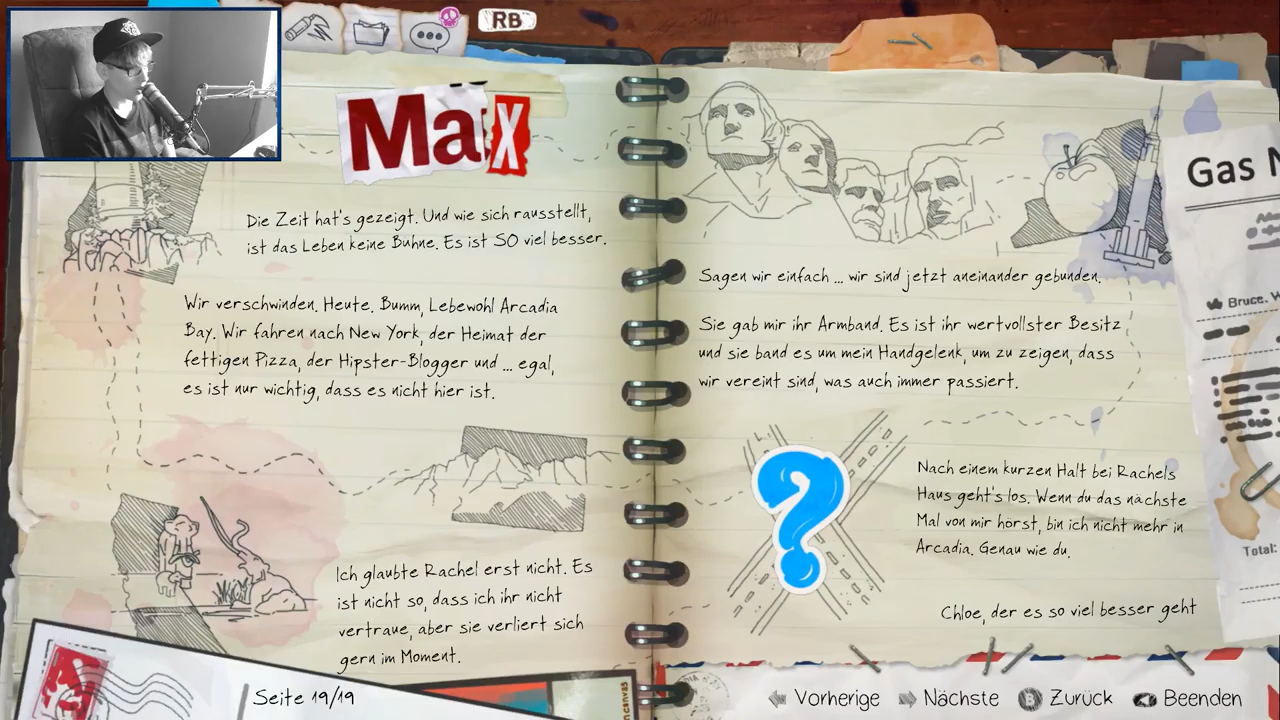 RB
Max
Die Zeit hat's gezeigt. Und wie sich rausstellt,
ist das Leben keine Bühne. Es ist SO viel besser.
Wir verschwinden. Heute. Bumm, Lebewohl Arcadia
Bay. Wir fahren nach New York, der Heimat der
fettigen Pizza, der Hipster-Blogger und ... egal,
es ist nur wichtig, dass es nicht hier ist.
Ich glaubte Rachel erst nicht. Es
ist nicht so, dass ich ihr nicht
vertraue, aber sie verliert sich
gern im Moment.
Seite 19/19
Sagen wir einfach ... wir sind jetzt aneinander gebunden.
Sie gab mir ihr Armband. Es ist ihr wertvollster Besitz
und sie band es um mein Handgelenk, um zu zeigen, dass
wir vereint sind, was auch immer passiert.
?
Nach einem kurzen Halt bei Rachels
Haus geht's los. Wenn du das nächste
Mal von mir hörst, bin ich nicht mehr in
Arcadia. Genau wie du.
Chloe, der es so viel besser geht
Gas
Bruce.
Total:
Vorherige Nächste B Zurück Beenden